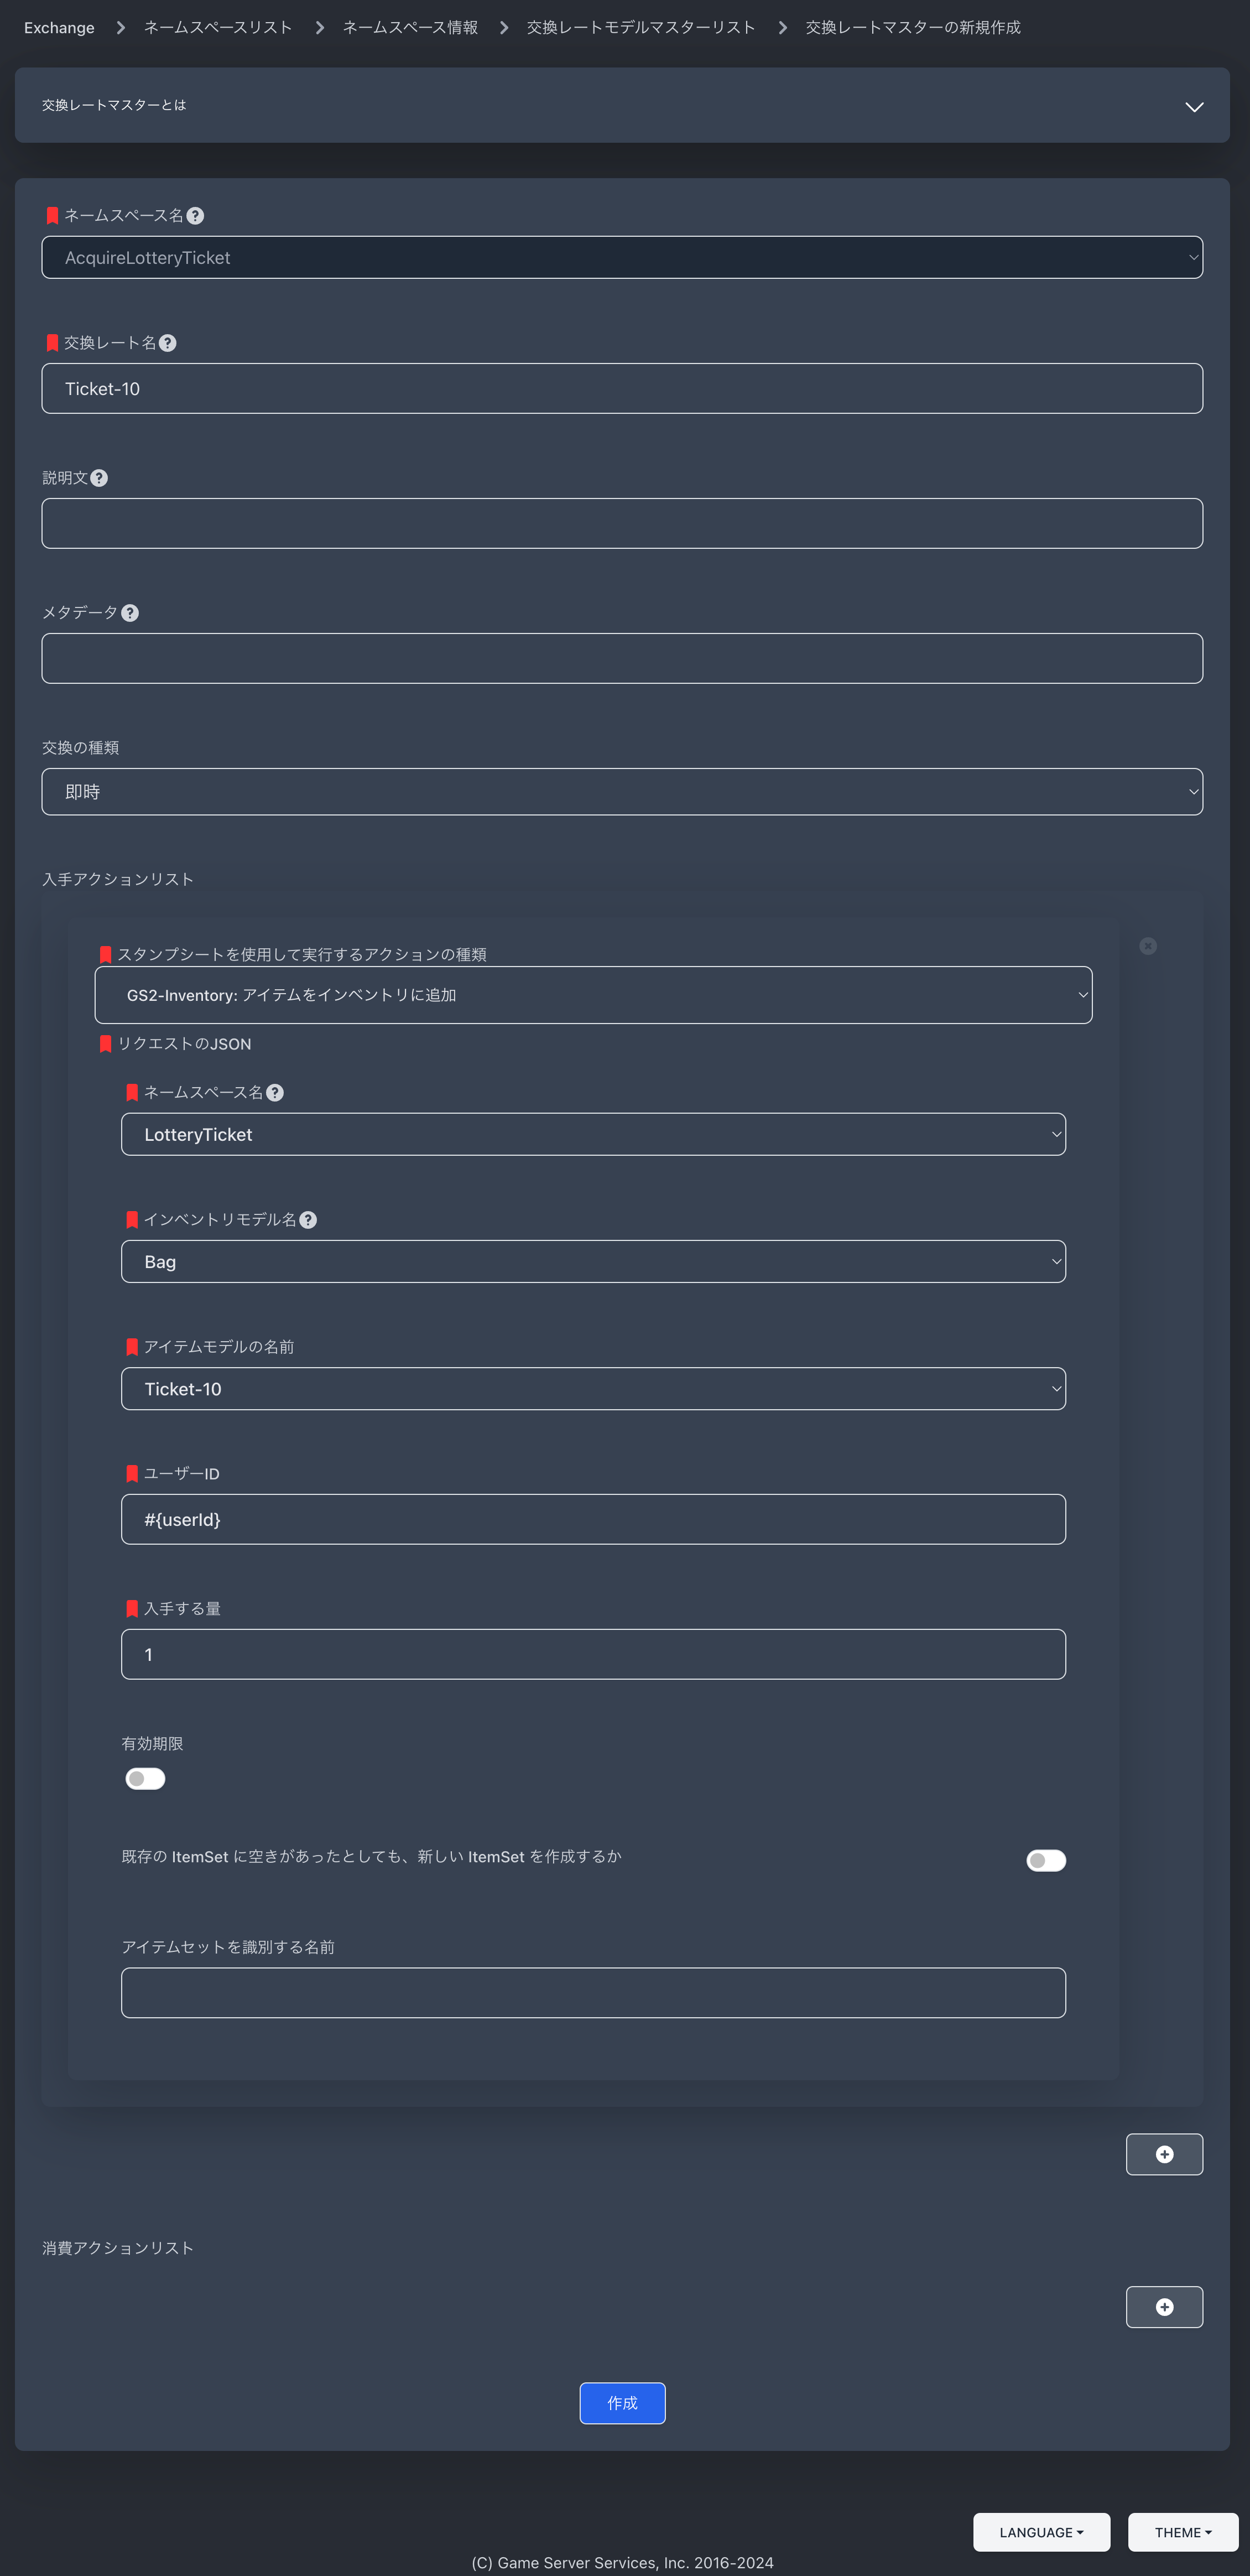 Exchange ネームスペースリスト ネームスペース情報 交換レートモデルマスターリスト 交換レートマスターの新規作成
交換レートマスターとは
ネームスペース名
AcquireLotteryTicket
交換レート名
Ticket-10
説明文
メタデータ
交換の種類
即時
入手アクションリスト
スタンプシートを使用して実行するアクションの種類
GS2-Inventory: アイテムをインベントリに追加
リクエストのJSON
ネームスペース名
LotteryTicket
インベントリモデル名
Bag
アイテムモデルの名前
Ticket-10
ユーザーID
#{userId}
入手する量
1
有効期限
既存の ItemSet に空きがあったとしても、新しい ItemSet を作成するか
アイテムセットを識別する名前
消費アクションリスト
作成
LANGUAGE THEME
(C) Game Server Services, Inc. 2016-2024